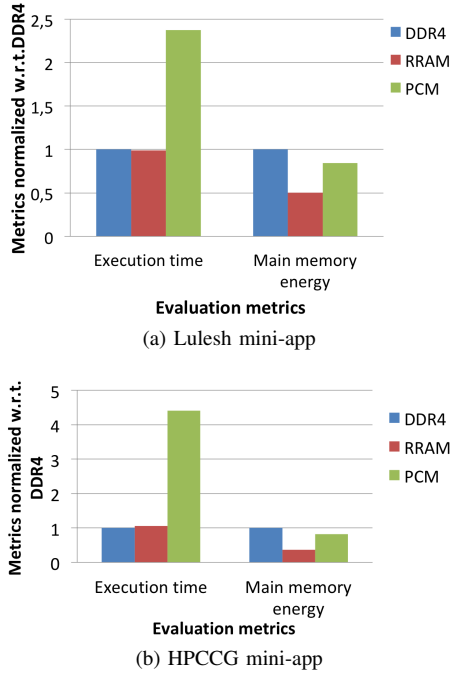 Metrics normalized w.r.t.DDR4
2,5
2
1,5
1
0,5
0
DDR4
RRAM
PCM
Execution time
Main memory
energy
Evaluation metrics
(a) Lulesh mini-app
Metrics normalized w.r.t.
DDR4
5
4
3
2
1
0
DDR4
RRAM
PCM
Execution time
Main memory
energy
Evaluation metrics
(b) HPCCG mini-app